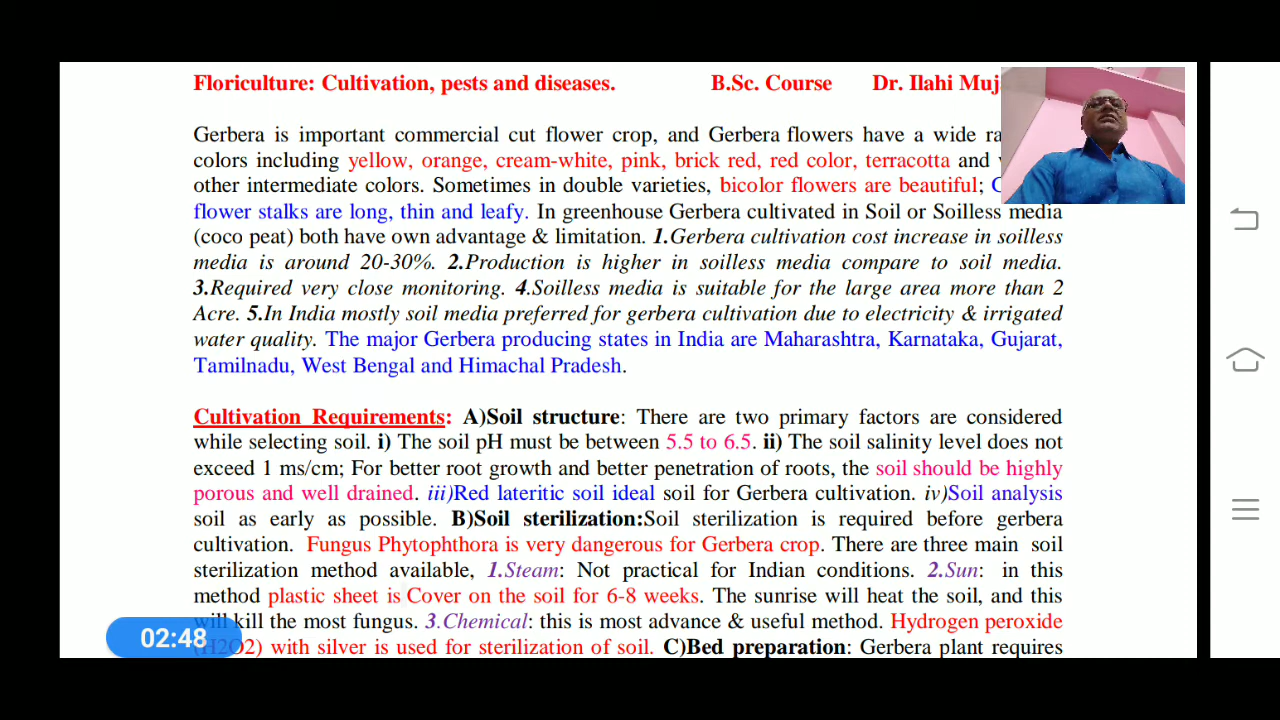 Floriculture: Cultivation, pests and diseases. B.Sc. Course Dr. Ilahi
Gerbera is important commercial cut flower crop, and Gerbera flowers have a wide
colors including yellow, orange, cream-white, pink, brick red, red color, terracotta and
other intermediate colors. Sometimes in double varieties, bicolor flowers are beautiful;
flower stalks are long, thin and leafy. In greenhouse Gerbera cultivated in Soil or Soilless media
(coco peat) both have own advantage & limitation. 1.Gerbera cultivation cost increase in soilless
media is around 20-30%. 2.Production is higher in soilless media compare to soil media.
3.Required very close monitoring. 4.Soilless media is suitable for the large area more than 2
Acre. 5.In India mostly soil media preferred for gerbera cultivation due to electricity & irrigated
water quality. The major Gerbera producing states in India are Maharashtra, Karnataka, Gujarat,
Tamilnadu, West Bengal and Himachal Pradesh.
Cultivation Requirements: A)Soil structure: There are two primary factors are considered
while selecting soil. i) The soil pH must be between 5.5 to 6.5. ii) The soil salinity level does not
exceed 1 ms/cm; For better root growth and better penetration of roots, the soil should be highly
porous and well drained. iii)Red lateritic soil ideal soil for Gerbera cultivation. iv)Soil analysis
soil as early as possible. B)Soil sterilization:Soil sterilization is required before gerbera
cultivation. Fungus Phytophthora is very dangerous for Gerbera crop. There are three main soil
sterilization method available, 1.Steam: Not practical for Indian conditions. 2.Sun: in this
method plastic sheet is Cover on the soil for 6-8 weeks. The sunrise will heat the soil, and this
will kill the most fungus. 3.Chemical: this is most advance & useful method. Hydrogen peroxide
(H2O2) with silver is used for sterilization of soil. C)Bed preparation: Gerbera plant requires
02:48